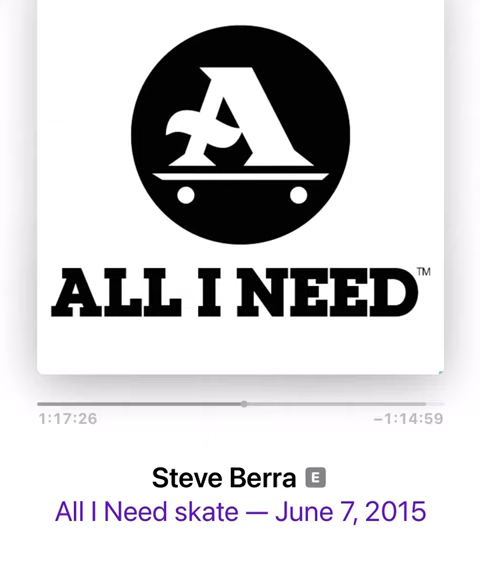 A
ALL I NEED™
1:17:26
−1:14:59
Steve Berra E
All I Need skate — June 7, 2015